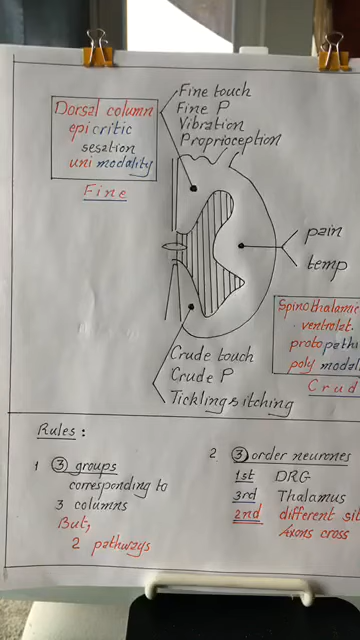 Fine touch
Fine P
Vibration
Proprioception
Dorsal column
epicritic
sesation
uni modality
Fine
pain
temp
Spinothalamic
ventrolat.
protopathi
poly modal
Crud
Crude touch
Crude P
Tickling & itching
Rules:
1 ③ groups
corresponding to
3 columns
But,
2 pathways
2 ③ order neurones
1st DRG
3rd Thalamus
2nd different sit
Axons cross